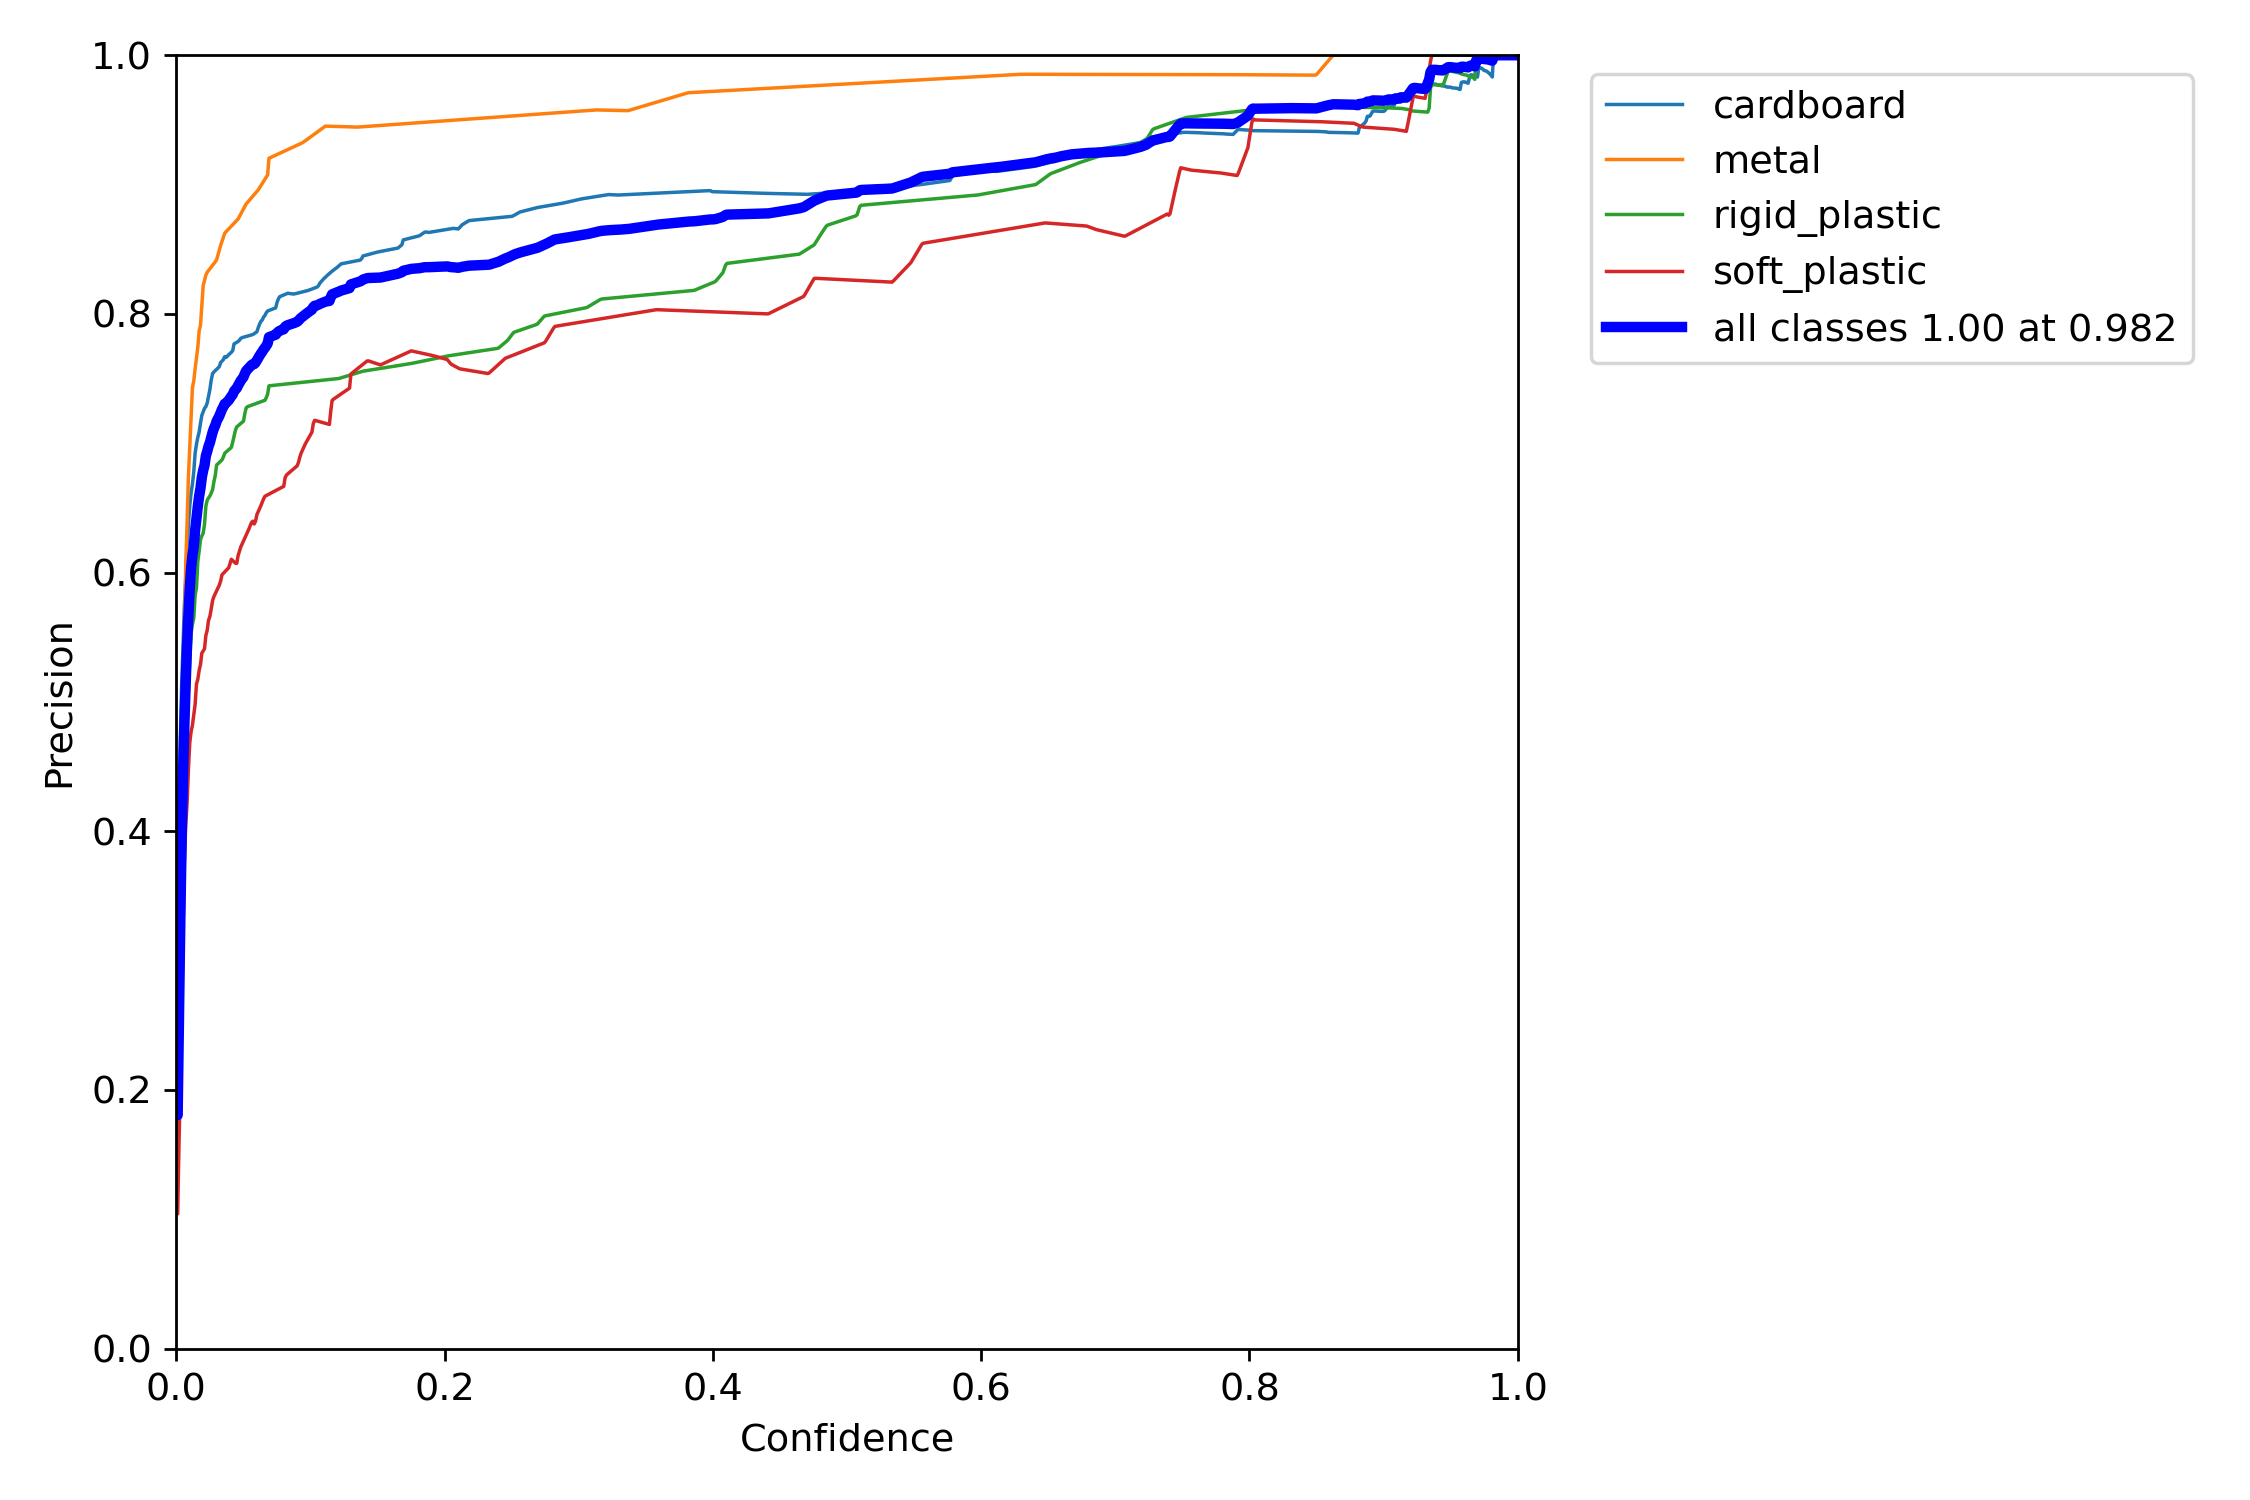 1.0
0.8
0.6
0.4
0.2
0.0
Precision
0.0 0.2 0.4 0.6 0.8 1.0
Confidence
cardboard
metal
rigid_plastic
soft_plastic
all classes 1.00 at 0.982